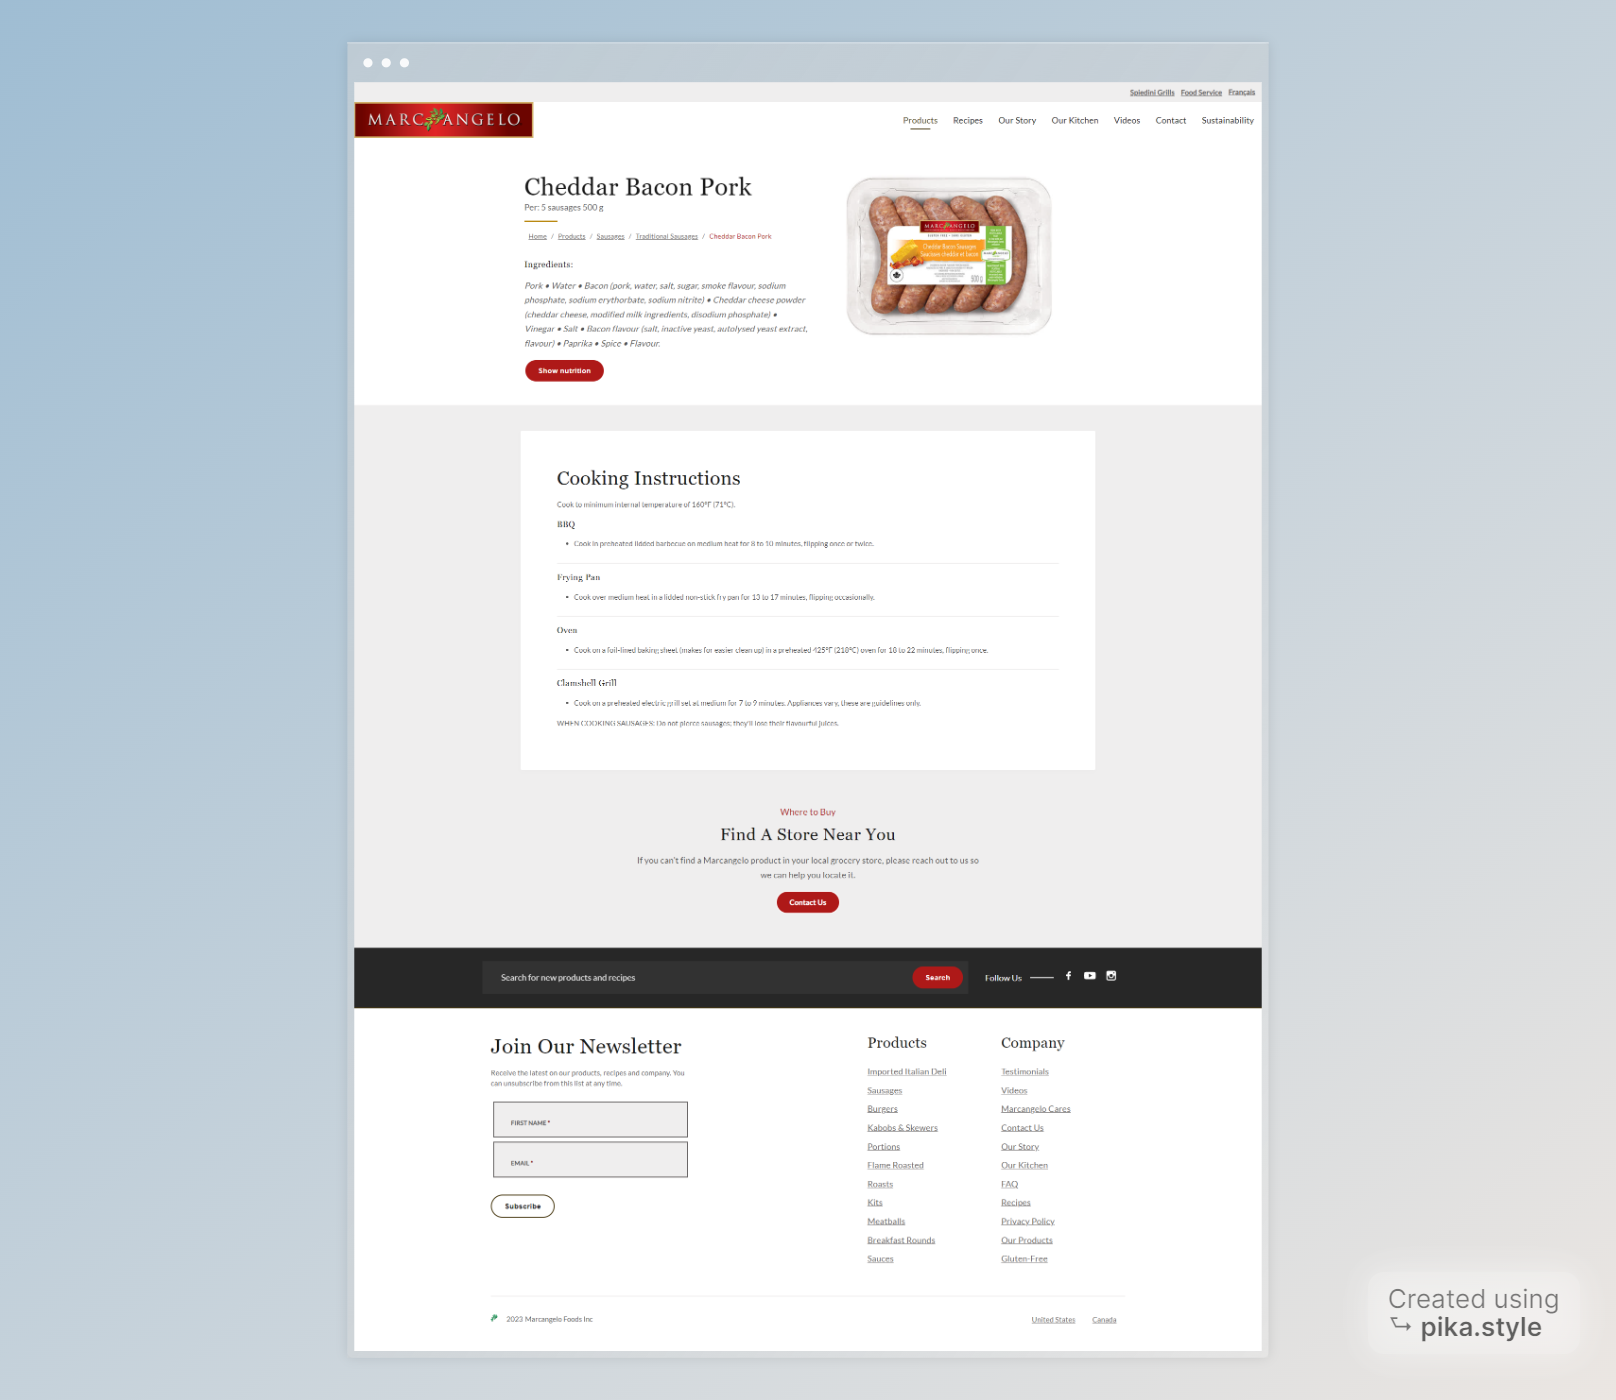 Spiedini Grills Food Service Français
MARCANGELO
Products Recipes Our Story Our Kitchen Videos Contact Sustainability
Cheddar Bacon Pork
Per: 5 sausages 500 g
Home / Products / Sausages / Traditional Sausages / Cheddar Bacon Pork
Ingredients:
Pork • Water • Bacon (pork, water, salt, sugar, smoke flavour, sodium
phosphate, sodium erythorbate, sodium nitrite) • Cheddar cheese powder
(cheddar cheese, modified milk ingredients, disodium phosphate) •
Vinegar • Salt • Bacon flavour (salt, inactive yeast, autolysed yeast extract,
flavour) • Paprika • Spice • Flavour.
Show nutrition
MARCANGELO
Cheddar Bacon Sausages
Saucisses cheddar et bacon
500 g
Cooking Instructions
Cook to minimum internal temperature of 160°F (71°C).
BBQ
• Cook in preheated lidded barbecue on medium heat for 8 to 10 minutes, flipping once or twice.
Frying Pan
• Cook over medium heat in a lidded non-stick fry pan for 13 to 17 minutes, flipping occasionally.
Oven
• Cook on a foil-lined baking sheet (makes for easier clean up) in a preheated 425°F (218°C) oven for 18 to 22 minutes, flipping once.
Clamshell Grill
• Cook on a preheated electric grill set at medium for 7 to 9 minutes. Appliances vary, these are guidelines only.
WHEN COOKING SAUSAGES: Do not pierce sausages; they'll lose their flavourful juices.
Where to Buy
Find A Store Near You
If you can't find a Marcangelo product in your local grocery store, please reach out to us so
we can help you locate it.
Contact Us
Search for new products and recipes
Search
Follow Us
Join Our Newsletter
Receive the latest on our products, recipes and company. You
can unsubscribe from this list at any time.
FIRST NAME *
EMAIL *
Subscribe
Products
Imported Italian Deli
Sausages
Burgers
Kabobs & Skewers
Portions
Flame Roasted
Roasts
Kits
Meatballs
Breakfast Rounds
Sauces
Company
Testimonials
Videos
Marcangelo Cares
Contact Us
Our Story
Our Kitchen
FAQ
Recipes
Privacy Policy
Our Products
Gluten-Free
2023 Marcangelo Foods Inc
United States Canada
Created using
pika.style